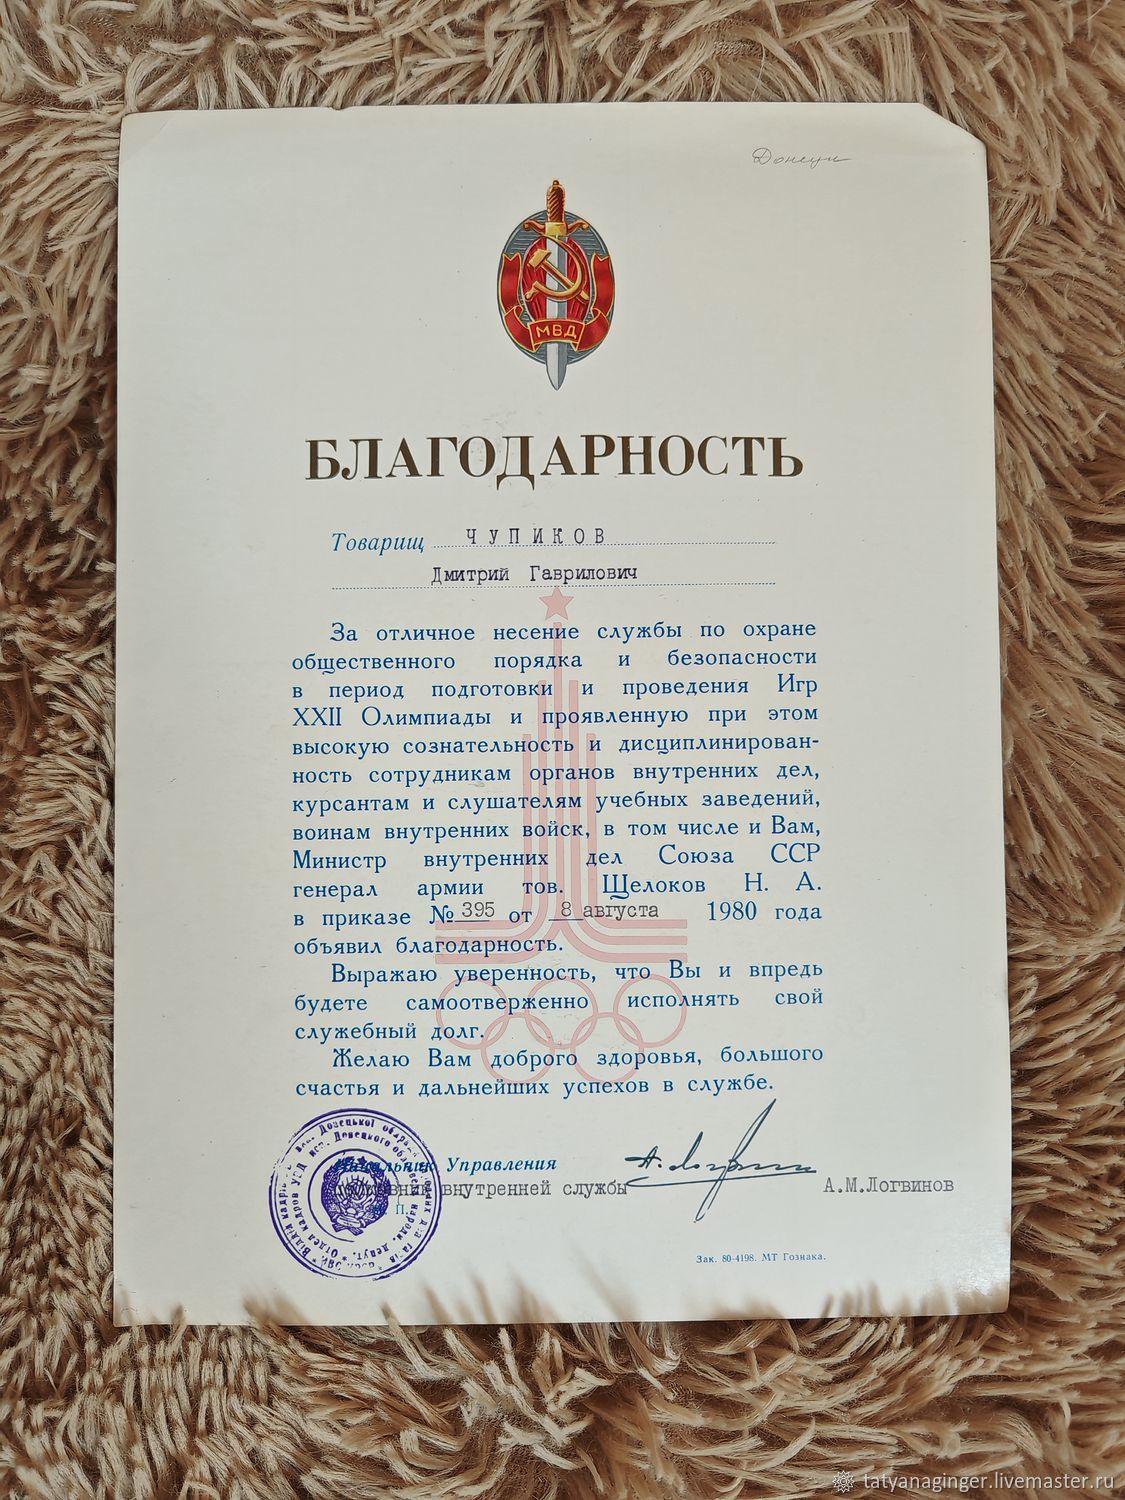 Донецк
МВД
БЛАГОДАРНОСТЬ
Товарищ ЧУПИКОВ
Дмитрий Гаврилович
За отличное несение службы по охране
общественного порядка и безопасности
в период подготовки и проведения Игр
XXII Олимпиады и проявленную при этом
высокую сознательность и дисциплинирован-
ность сотрудникам органов внутренних дел,
курсантам и слушателям учебных заведений,
воинам внутренних войск, в том числе и Вам,
Министр внутренних дел Союза ССР
генерал армии тов. Щелоков Н. А.
в приказе № 395 от 8 августа 1980 года
объявил благодарность.
Выражаю уверенность, что Вы и впредь
будете самоотверженно исполнять свой
служебный долг.
Желаю Вам доброго здоровья, большого
счастья и дальнейших успехов в службе.
Начальник Управления
внутренней службы А.М.Логвинов
Зак. 80-4198. МТ Гознака.
tatyanaginger.livemaster.ru